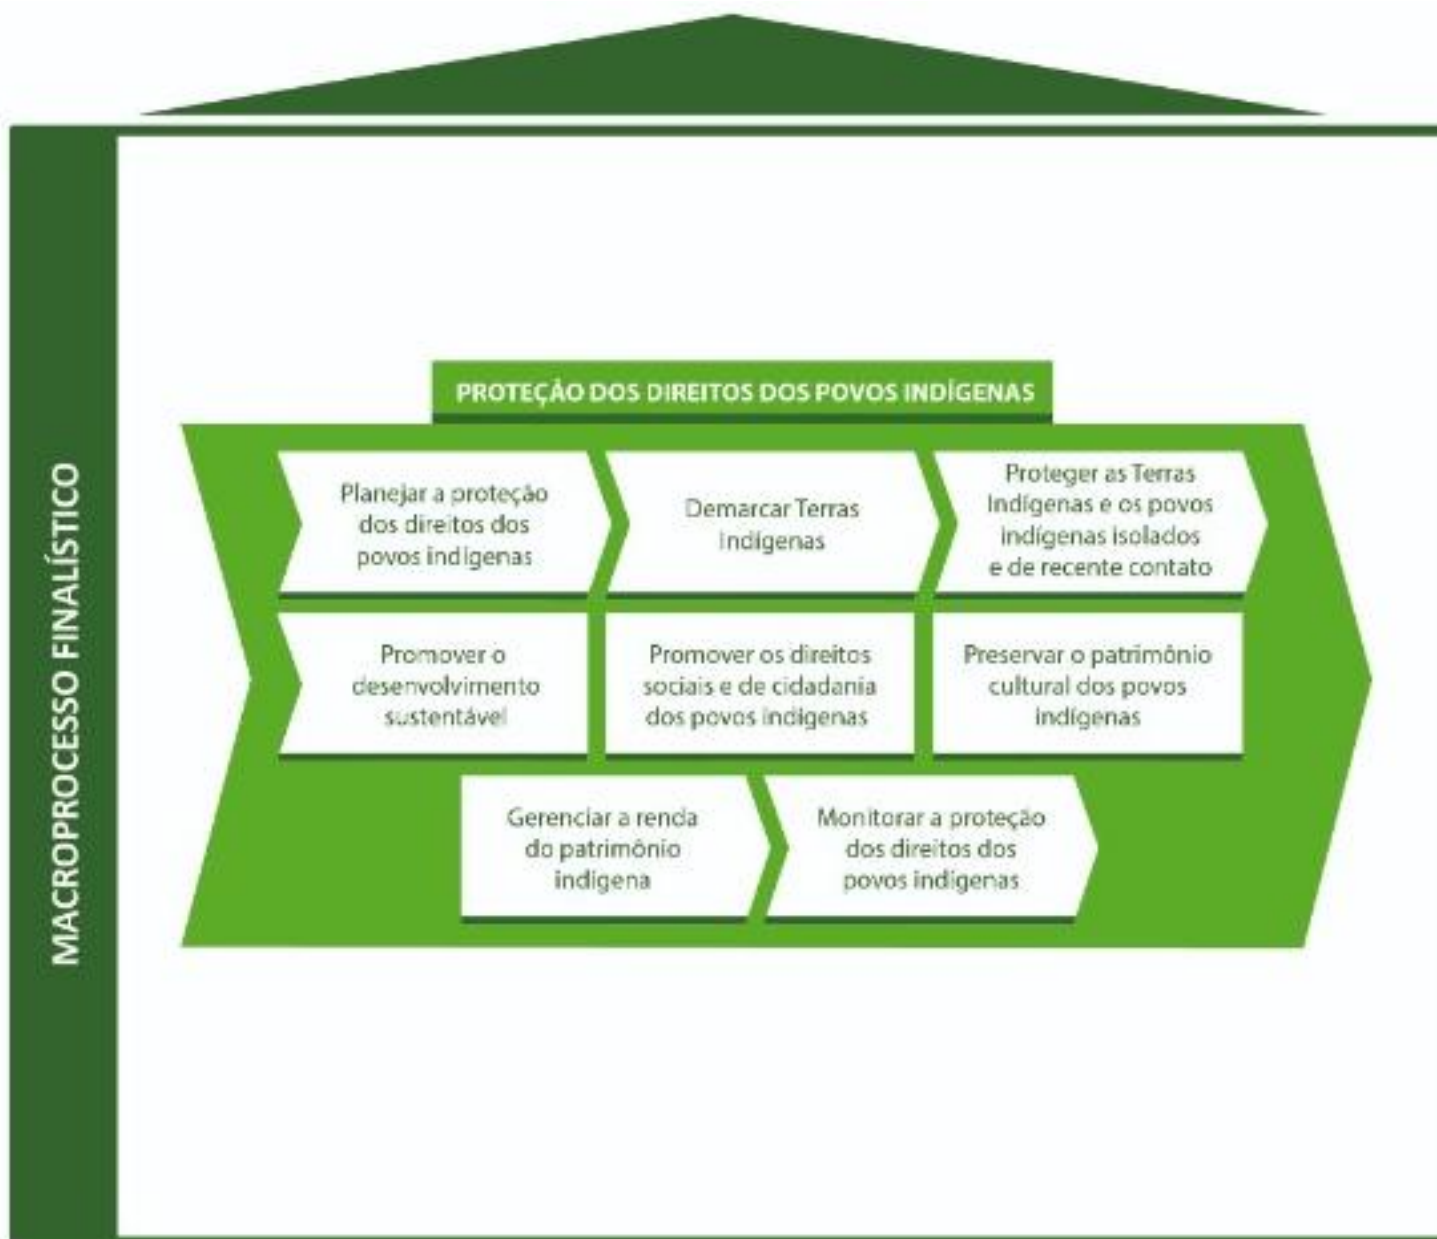 MACROPROCESSO FINALÍSTICO
PROTEÇÃO DOS DIREITOS DOS POVOS INDÍGENAS
Planejar a proteção
dos direitos dos
povos indígenas
Demarcar Terras
Indígenas
Proteger as Terras
Indígenas e os povos
indígenas isolados
e de recente contato
Promover o
desenvolvimento
sustentável
Promover os direitos
sociais e de cidadania
dos povos indígenas
Preservar o patrimônio
cultural dos povos
indígenas
Gerenciar a renda
do patrimônio
indígena
Monitorar a proteção
dos direitos dos
povos indígenas